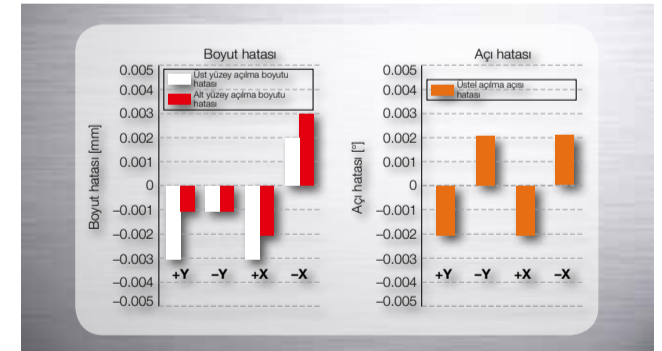 Boyut hatası
0.005
0.004
0.003
0.002
0.001
0
−0.001
−0.002
−0.003
−0.004
−0.005
Boyut hatası [mm]
Üst yüzey açılma boyutu
hatası
Alt yüzey açılma boyutu
hatası
+Y −Y +X −X
Açı hatası
0.005
0.004
0.003
0.002
0.001
0
−0.001
−0.002
−0.003
−0.004
−0.005
Açı hatası [°]
Üstel açılma açısı
hatası
+Y −Y +X −X